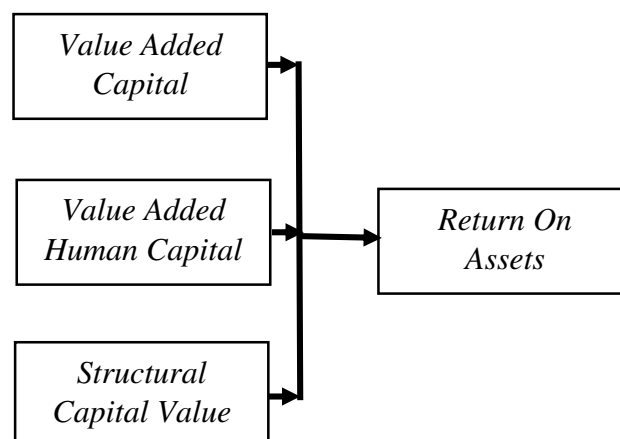 Value Added
Capital
Value Added
Human Capital
Return On
Assets
Structural
Capital Value